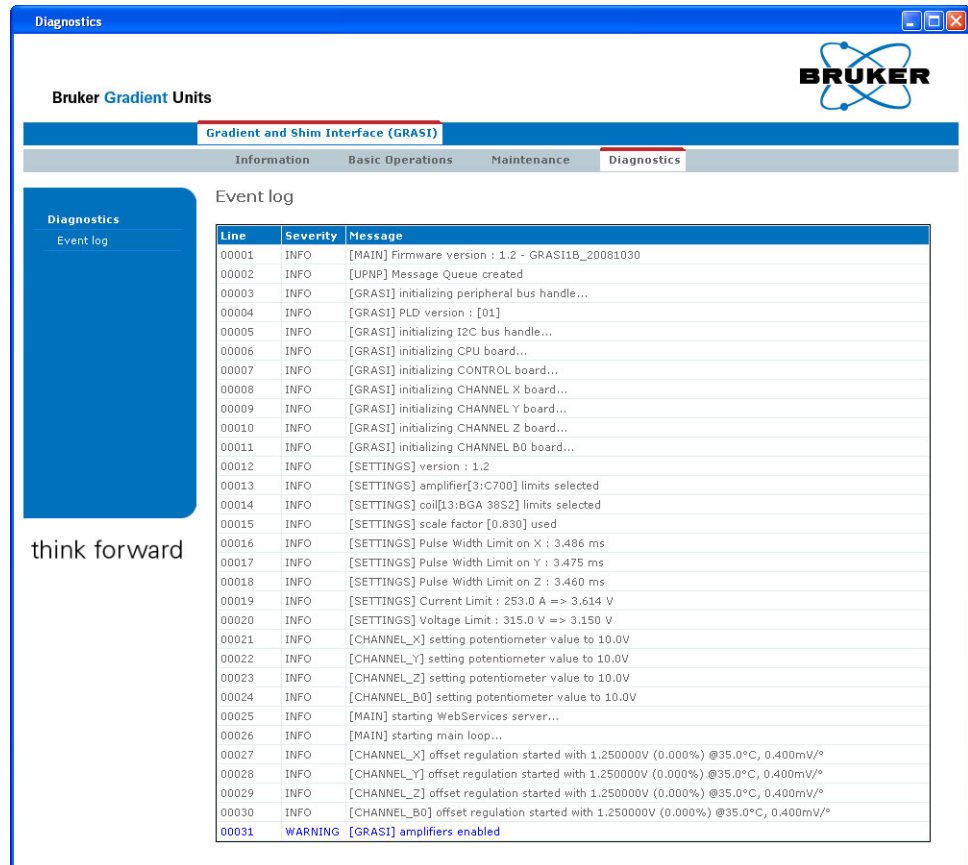 Diagnostics
BRUKER
Bruker Gradient Units
Gradient and Shim Interface (GRASI)
Information Basic Operations Maintenance Diagnostics
Diagnostics
Event log
think forward
Event log
Line Severity Message
00001 INFO [MAIN] Firmware version : 1.2 - GRASI1B_20081030
00002 INFO [UPNP] Message Queue created
00003 INFO [GRASI] initializing peripheral bus handle...
00004 INFO [GRASI] PLD version : [01]
00005 INFO [GRASI] initializing I2C bus handle...
00006 INFO [GRASI] initializing CPU board...
00007 INFO [GRASI] initializing CONTROL board...
00008 INFO [GRASI] initializing CHANNEL X board...
00009 INFO [GRASI] initializing CHANNEL Y board...
00010 INFO [GRASI] initializing CHANNEL Z board...
00011 INFO [GRASI] initializing CHANNEL B0 board...
00012 INFO [SETTINGS] version : 1.2
00013 INFO [SETTINGS] amplifier[3:C700] limits selected
00014 INFO [SETTINGS] coil[13:BGA 38S2] limits selected
00015 INFO [SETTINGS] scale factor [0.830] used
00016 INFO [SETTINGS] Pulse Width Limit on X : 3.486 ms
00017 INFO [SETTINGS] Pulse Width Limit on Y : 3.475 ms
00018 INFO [SETTINGS] Pulse Width Limit on Z : 3.460 ms
00019 INFO [SETTINGS] Current Limit : 253.0 A => 3.614 V
00020 INFO [SETTINGS] Voltage Limit : 315.0 V => 3.150 V
00021 INFO [CHANNEL_X] setting potentiometer value to 10.0V
00022 INFO [CHANNEL_Y] setting potentiometer value to 10.0V
00023 INFO [CHANNEL_Z] setting potentiometer value to 10.0V
00024 INFO [CHANNEL_B0] setting potentiometer value to 10.0V
00025 INFO [MAIN] starting WebServices server...
00026 INFO [MAIN] starting main loop...
00027 INFO [CHANNEL_X] offset regulation started with 1.250000V (0.000%) @35.0°C, 0.400mV/°
00028 INFO [CHANNEL_Y] offset regulation started with 1.250000V (0.000%) @35.0°C, 0.400mV/°
00029 INFO [CHANNEL_Z] offset regulation started with 1.250000V (0.000%) @35.0°C, 0.400mV/°
00030 INFO [CHANNEL_B0] offset regulation started with 1.250000V (0.000%) @35.0°C, 0.400mV/°
00031 WARNING [GRASI] amplifiers enabled